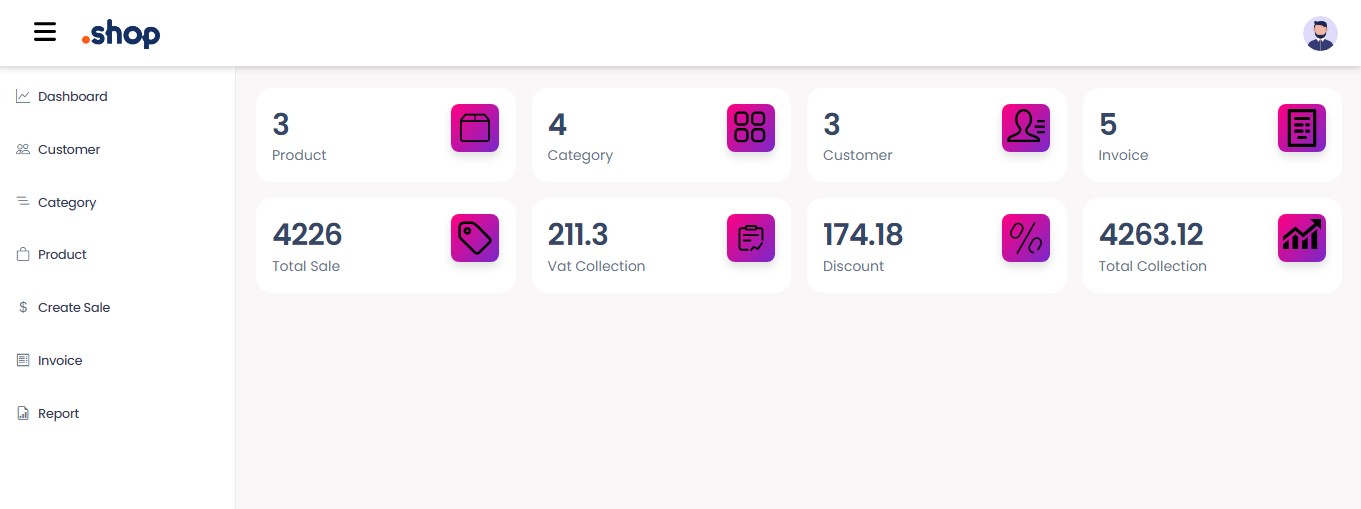 .shop
Dashboard
Customer
Category
Product
$ Create Sale
Invoice
Report
3
Product
4
Category
3
Customer
5
Invoice
4226
Total Sale
211.3
Vat Collection
174.18
Discount
4263.12
Total Collection